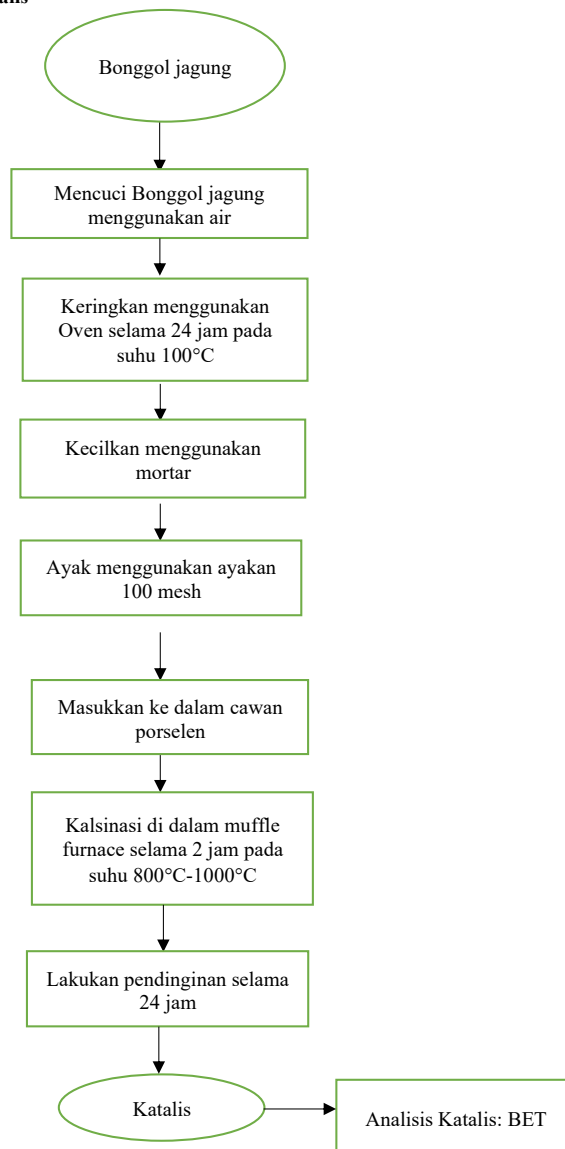 Bonggol jagung
Mencuci Bonggol jagung
menggunakan air
Keringkan menggunakan
Oven selama 24 jam pada
suhu 100°C
Kecilkan menggunakan
mortar
Ayak menggunakan ayakan
100 mesh
Masukkan ke dalam cawan
porselen
Kalsinasi di dalam muffle
furnace selama 2 jam pada
suhu 800°C-1000°C
Lakukan pendinginan selama
24 jam
Katalis
Analisis Katalis: BET